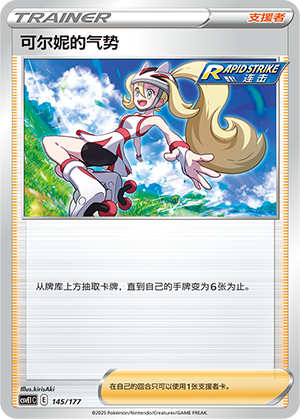 TRAINER
支援者
可尔妮的气势
RAPID STRIKE
连击
从牌库上方抽取卡牌，直到自己的手牌变为6张为止。
Illus.kirisAki
E
145/177
在自己的回合只可以使用1张支援者卡。
©2025 Pokémon/Nintendo/Creatures/GAME FREAK.